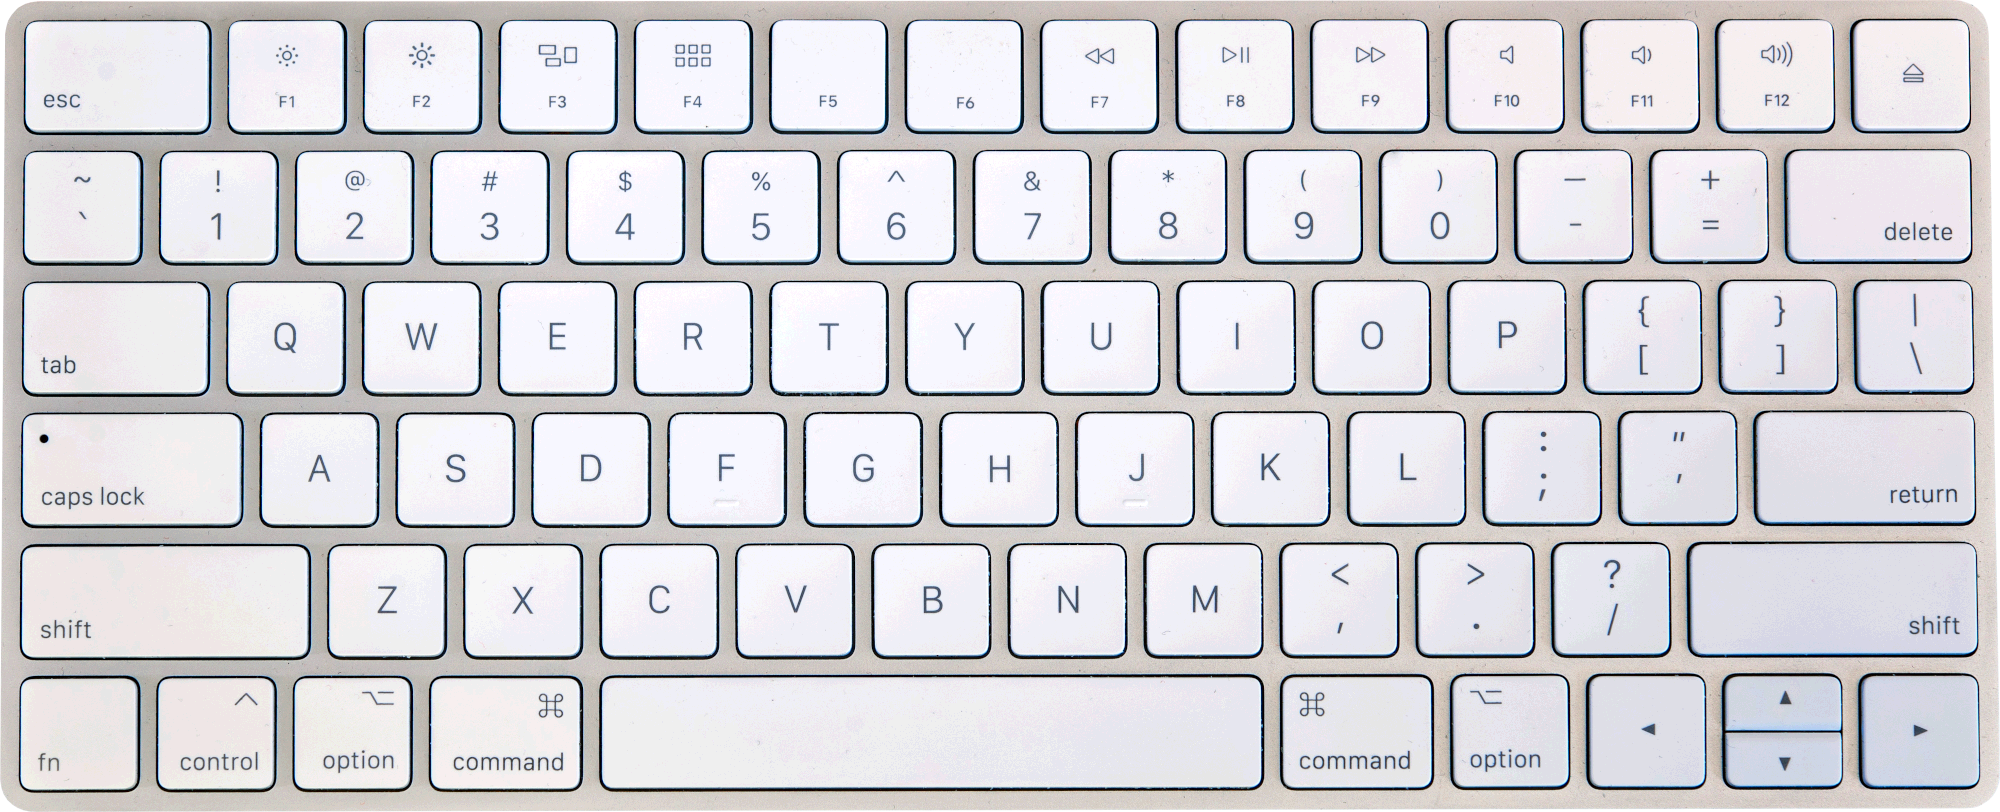 esc F1 F2 F3 F4 F5 F6 F7 F8 F9 F10 F11 F12
~ ! @ # $ % ^ & * ( ) — +
` 1 2 3 4 5 6 7 8 9 0 - = delete
tab Q W E R T Y U I O P { } |
[ ] \
caps lock A S D F G H J K L : "
; ' return
shift Z X C V B N M < > ?
, . / shift
^ ⌥ ⌘ ⌘ ⌥ ▲
fn control option command command option ◀ ▼ ▶